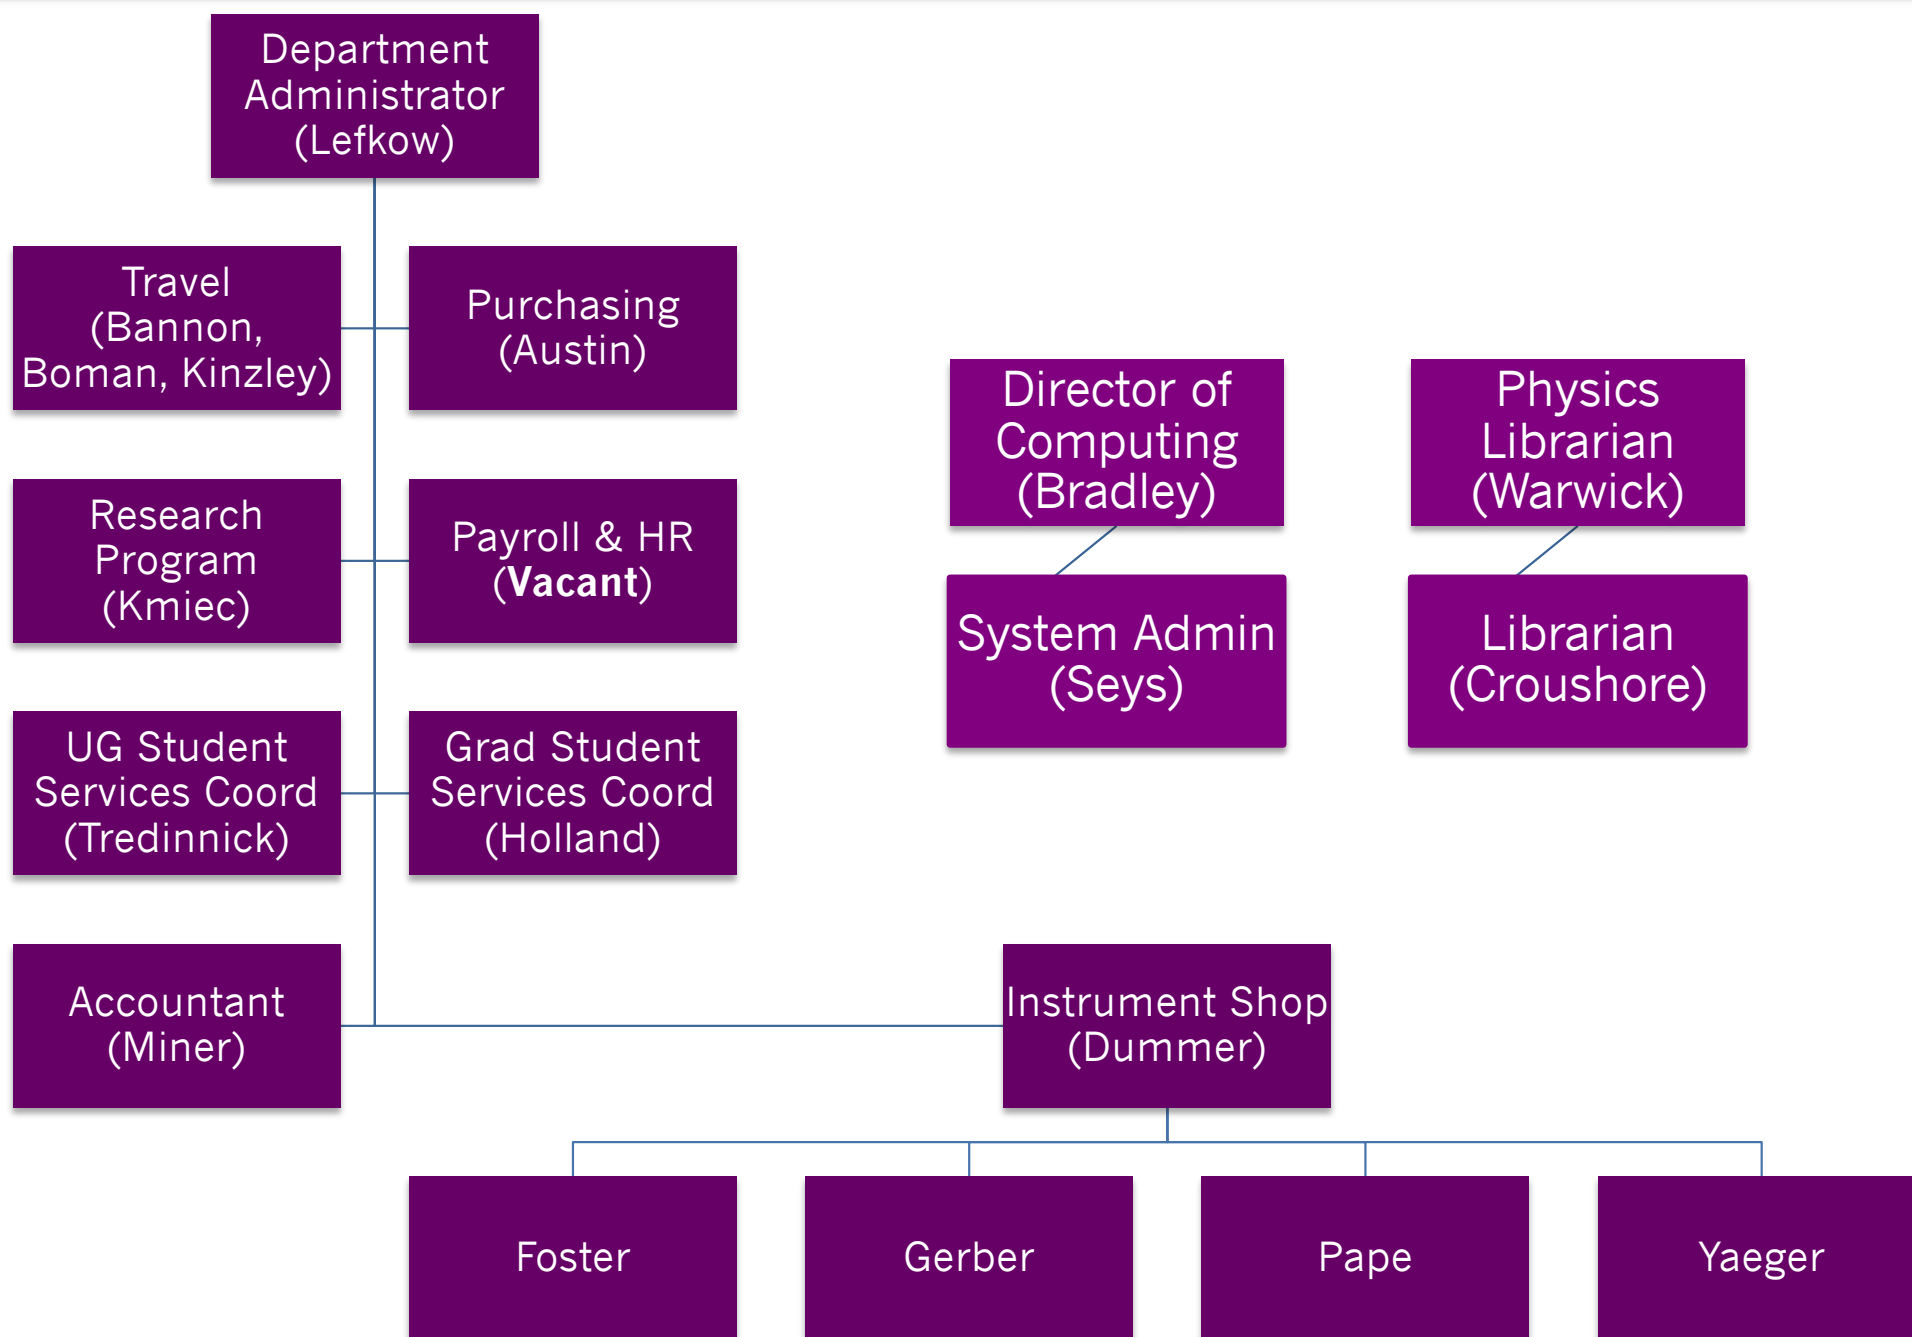 Department
Administrator
(Lefkow)
Travel
(Bannon,
Boman, Kinzley)
Purchasing
(Austin)
Research
Program
(Kmiec)
Payroll & HR
(Vacant)
UG Student
Services Coord
(Tredinnick)
Grad Student
Services Coord
(Holland)
Accountant
(Miner)
Instrument Shop
(Dummer)
Foster
Gerber
Pape
Yaeger
Director of
Computing
(Bradley)
System Admin
(Seys)
Physics
Librarian
(Warwick)
Librarian
(Croushore)